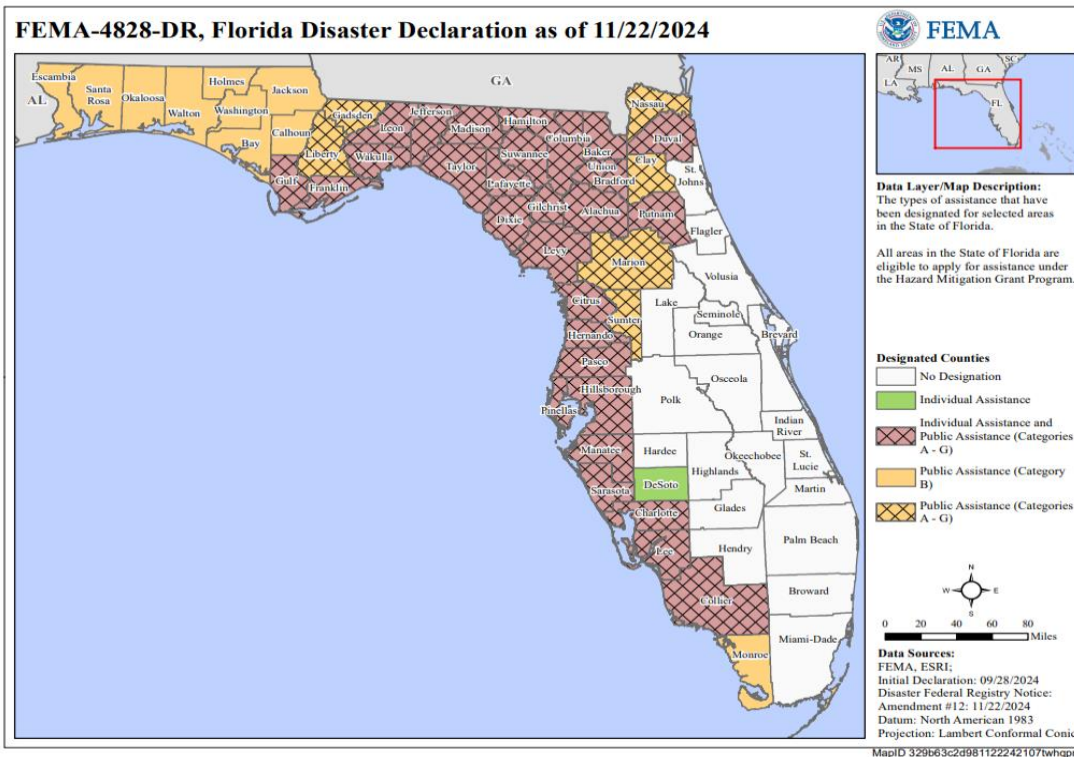 FEMA-4828-DR, Florida Disaster Declaration as of 11/22/2024
FEMA
AR
MS
AL
GA
SC
LA
FL
GA
AL
Escambia
Santa
Rosa
Okaloosa
Walton
Holmes
Washington
Bay
Jackson
Calhoun
Gadsden
Liberty
Gulf
Franklin
Leon
Wakulla
Jefferson
Madison
Taylor
Hamilton
Suwannee
Lafayette
Dixie
Columbia
Gilchrist
Levy
Baker
Union
Bradford
Alachua
Nassau
Duval
Clay
Putnam
St.
Johns
Flagler
Marion
Volusia
Citrus
Sumter
Lake
Seminole
Orange
Brevard
Hernando
Pasco
Hillsborough
Pinellas
Polk
Osceola
Indian
River
Manatee
Hardee
Okeechobee
St.
Lucie
Highlands
Sarasota
DeSoto
Martin
Charlotte
Glades
Lee
Hendry
Palm Beach
Collier
Broward
Monroe
Miami-Dade
Data Layer/Map Description:
The types of assistance that have
been designated for selected areas
in the State of Florida.
All areas in the State of Florida are
eligible to apply for assistance under
the Hazard Mitigation Grant Program.
Designated Counties
No Designation
Individual Assistance
Individual Assistance and
Public Assistance (Categories
A - G)
Public Assistance (Category
B)
Public Assistance (Categories
A - G)
N
W
E
S
0 20 40 60 80
Miles
Data Sources:
FEMA, ESRI;
Initial Declaration: 09/28/2024
Disaster Federal Registry Notice:
Amendment #12: 11/22/2024
Datum: North American 1983
Projection: Lambert Conformal Conic